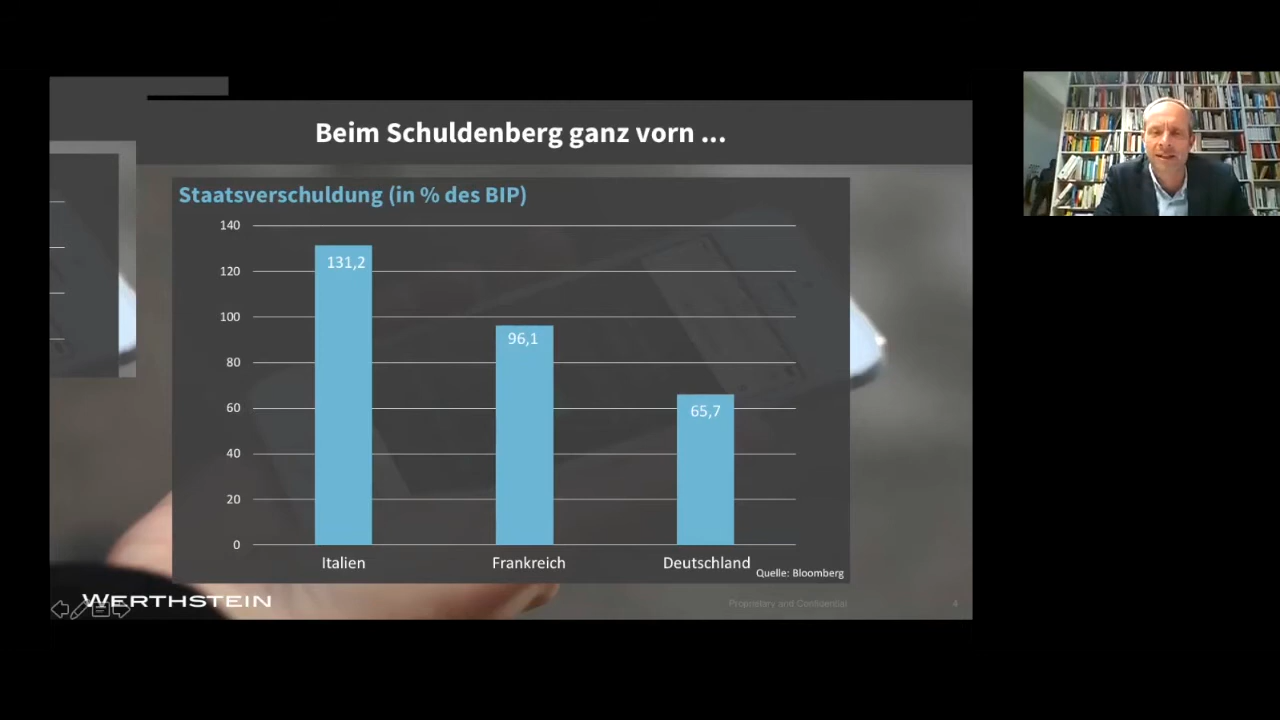 Beim Schuldenberg ganz vorn ...
Staatsverschuldung (in % des BIP)
140
120
100
80
60
40
20
0
131,2
96,1
65,7
Italien
Frankreich
Deutschland
Quelle: Bloomberg
WERTHSTEIN
Proprietary and Confidential
4